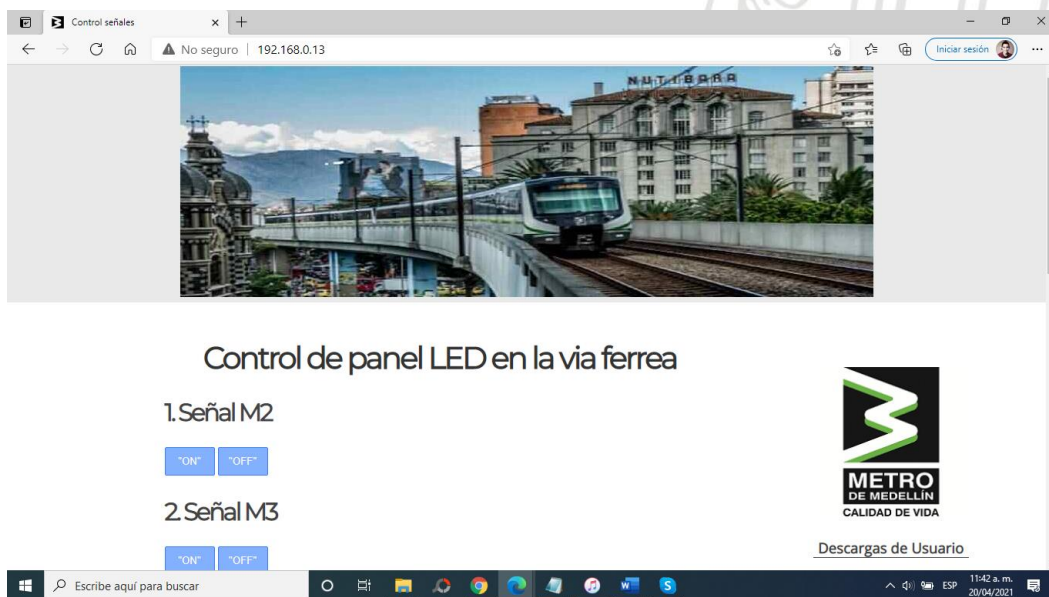 Control señales
No seguro | 192.168.0.13
Iniciar sesión
NUTIBARA
Control de panel LED en la via ferrea
1. Señal M2
"ON" "OFF"
2. Señal M3
"ON" "OFF"
METRO
DE MEDELLÍN
CALIDAD DE VIDA
Descargas de Usuario
Escribe aquí para buscar
ESP
11:42 a. m.
20/04/2021